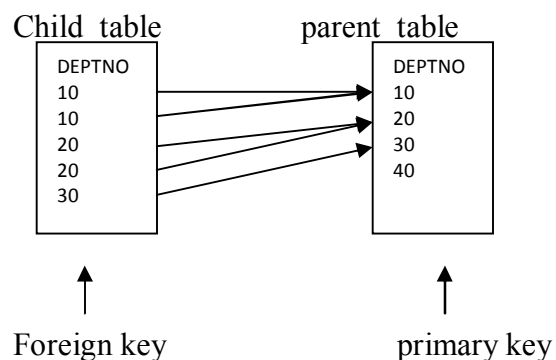 Child table
parent table
DEPTNO
10
10
20
20
30
DEPTNO
10
20
30
40
Foreign key
primary key